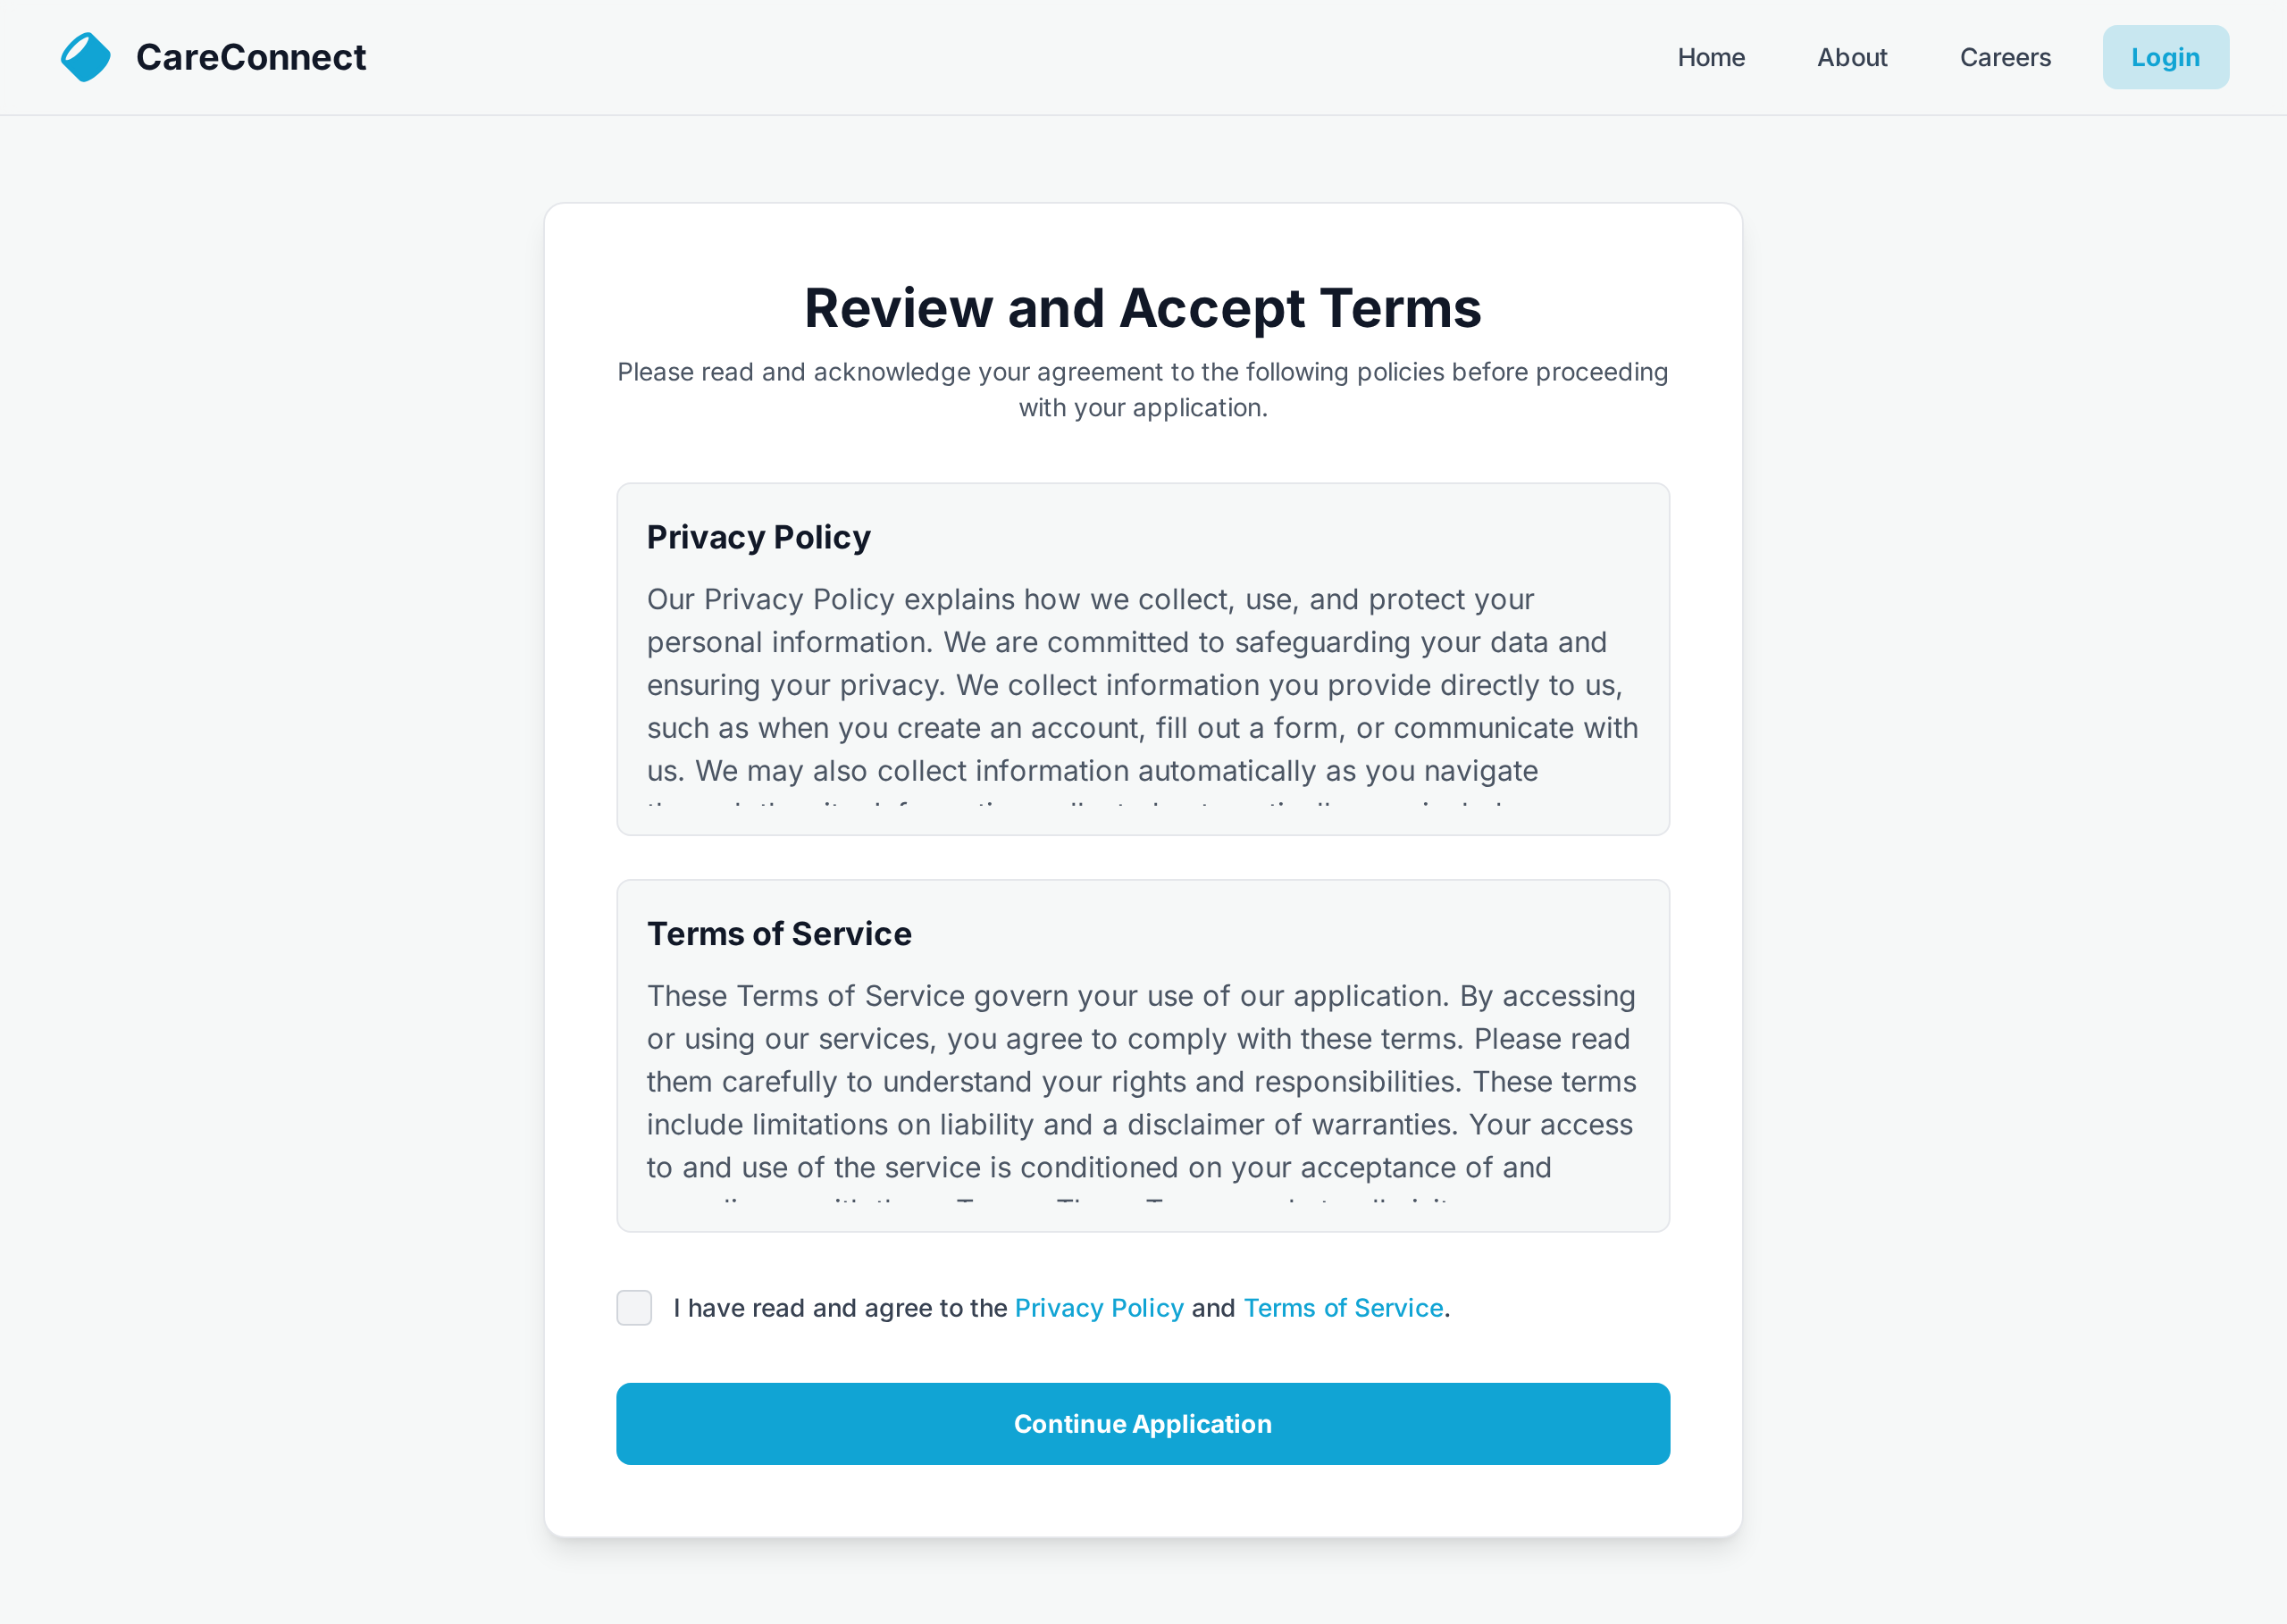 CareConnect
Home
About
Careers
Login
Review and Accept Terms
Please read and acknowledge your agreement to the following policies before proceeding
with your application.
Privacy Policy
Our Privacy Policy explains how we collect, use, and protect your
personal information. We are committed to safeguarding your data and
ensuring your privacy. We collect information you provide directly to us,
such as when you create an account, fill out a form, or communicate with
us. We may also collect information automatically as you navigate
Terms of Service
These Terms of Service govern your use of our application. By accessing
or using our services, you agree to comply with these terms. Please read
them carefully to understand your rights and responsibilities. These terms
include limitations on liability and a disclaimer of warranties. Your access
to and use of the service is conditioned on your acceptance of and
I have read and agree to the Privacy Policy and Terms of Service.
Continue Application